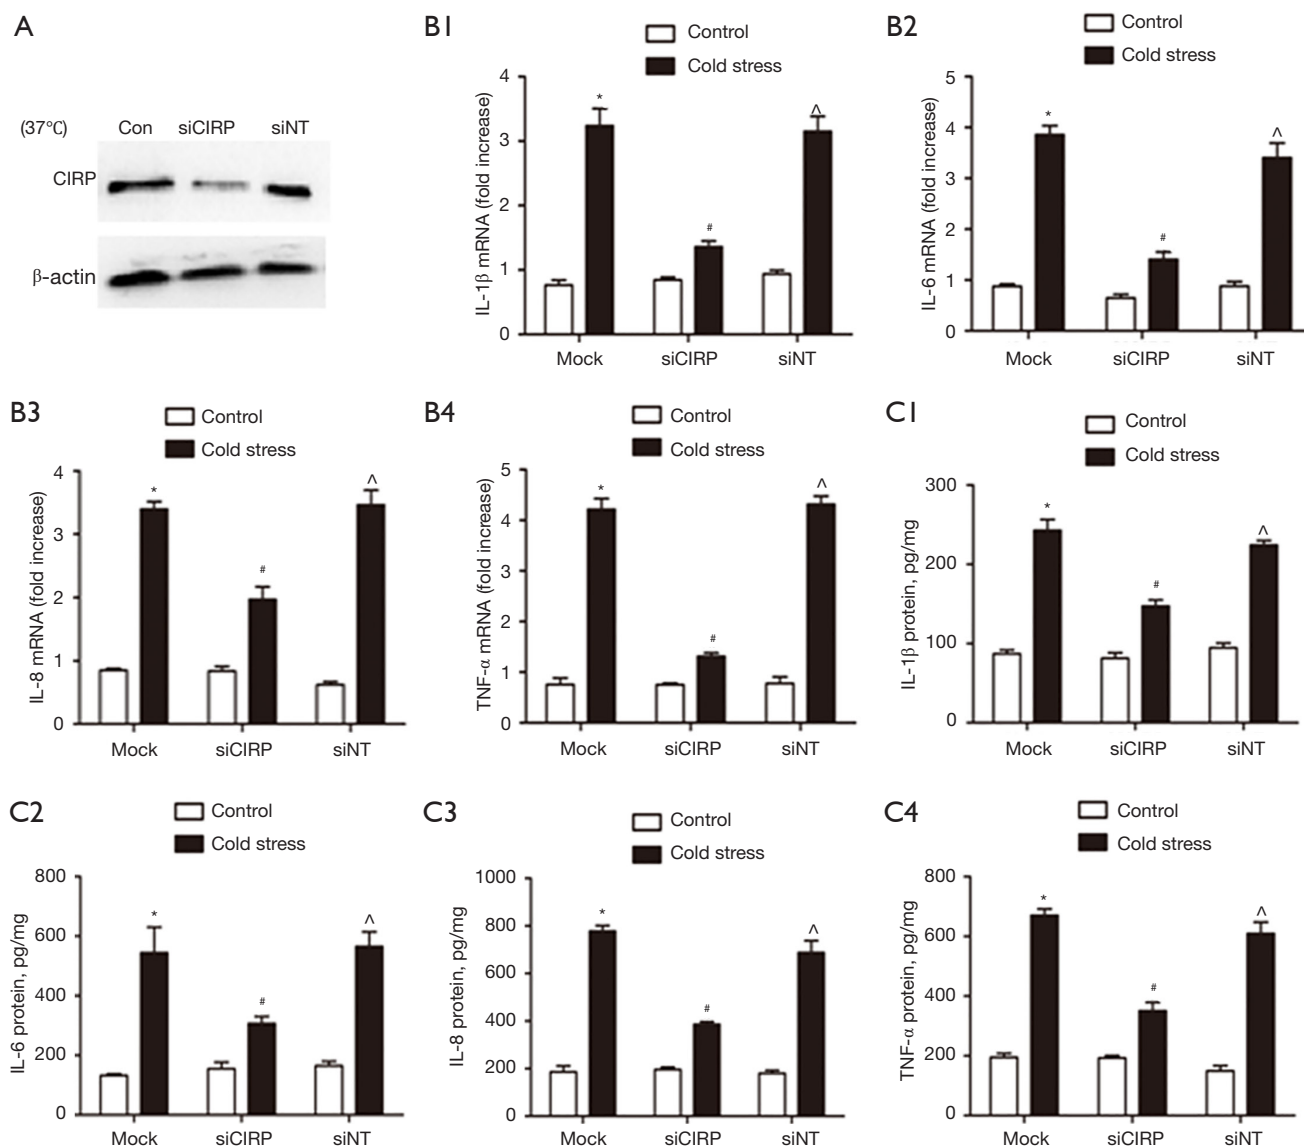 A
(37°C) Con siCIRP siNT
CIRP
β-actin
B1
Control
Cold stress
IL-1β mRNA (fold increase)
4
3
2
1
0
*
#
^
Mock siCIRP siNT
B2
Control
Cold stress
IL-6 mRNA (fold increase)
5
4
3
2
1
0
*
#
^
Mock siCIRP siNT
B3
Control
Cold stress
IL-8 mRNA (fold increase)
4
3
2
1
0
*
#
^
Mock siCIRP siNT
B4
Control
Cold stress
TNF-α mRNA (fold increase)
5
4
3
2
1
0
*
#
^
Mock siCIRP siNT
C1
Control
Cold stress
IL-1β protein, pg/mg
300
200
100
0
*
#
^
Mock siCIRP siNT
C2
Control
Cold stress
IL-6 protein, pg/mg
800
600
400
200
0
*
#
^
Mock siCIRP siNT
C3
Control
Cold stress
IL-8 protein, pg/mg
1000
800
600
400
200
0
*
#
^
Mock siCIRP siNT
C4
Control
Cold stress
TNF-α protein, pg/mg
800
600
400
200
0
*
#
^
Mock siCIRP siNT